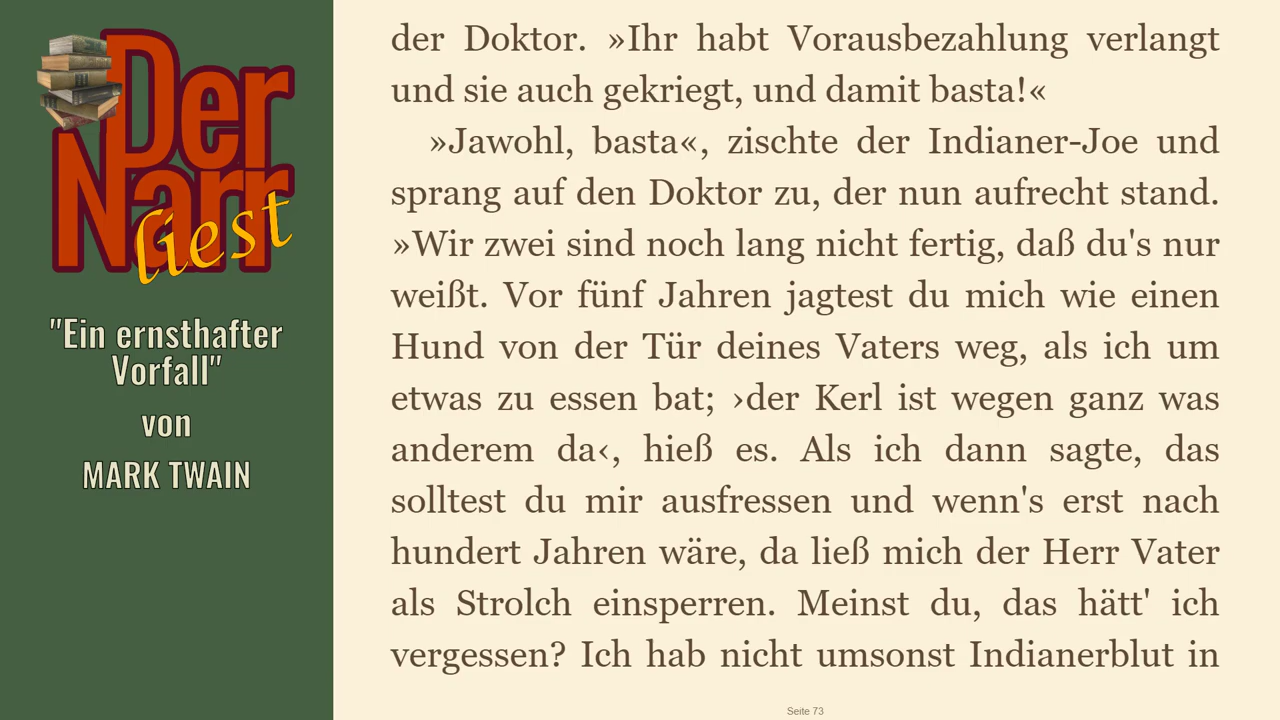 Der
Narr
liest
"Ein ernsthafter
Vorfall"
von
MARK TWAIN
der Doktor. »Ihr habt Vorausbezahlung verlangt
und sie auch gekriegt, und damit basta!«
»Jawohl, basta«, zischte der Indianer-Joe und
sprang auf den Doktor zu, der nun aufrecht stand.
»Wir zwei sind noch lang nicht fertig, daß du's nur
weißt. Vor fünf Jahren jagtest du mich wie einen
Hund von der Tür deines Vaters weg, als ich um
etwas zu essen bat; ›der Kerl ist wegen ganz was
anderem da‹, hieß es. Als ich dann sagte, das
solltest du mir ausfressen und wenn's erst nach
hundert Jahren wäre, da ließ mich der Herr Vater
als Strolch einsperren. Meinst du, das hätt' ich
vergessen? Ich hab nicht umsonst Indianerblut in
Seite 73